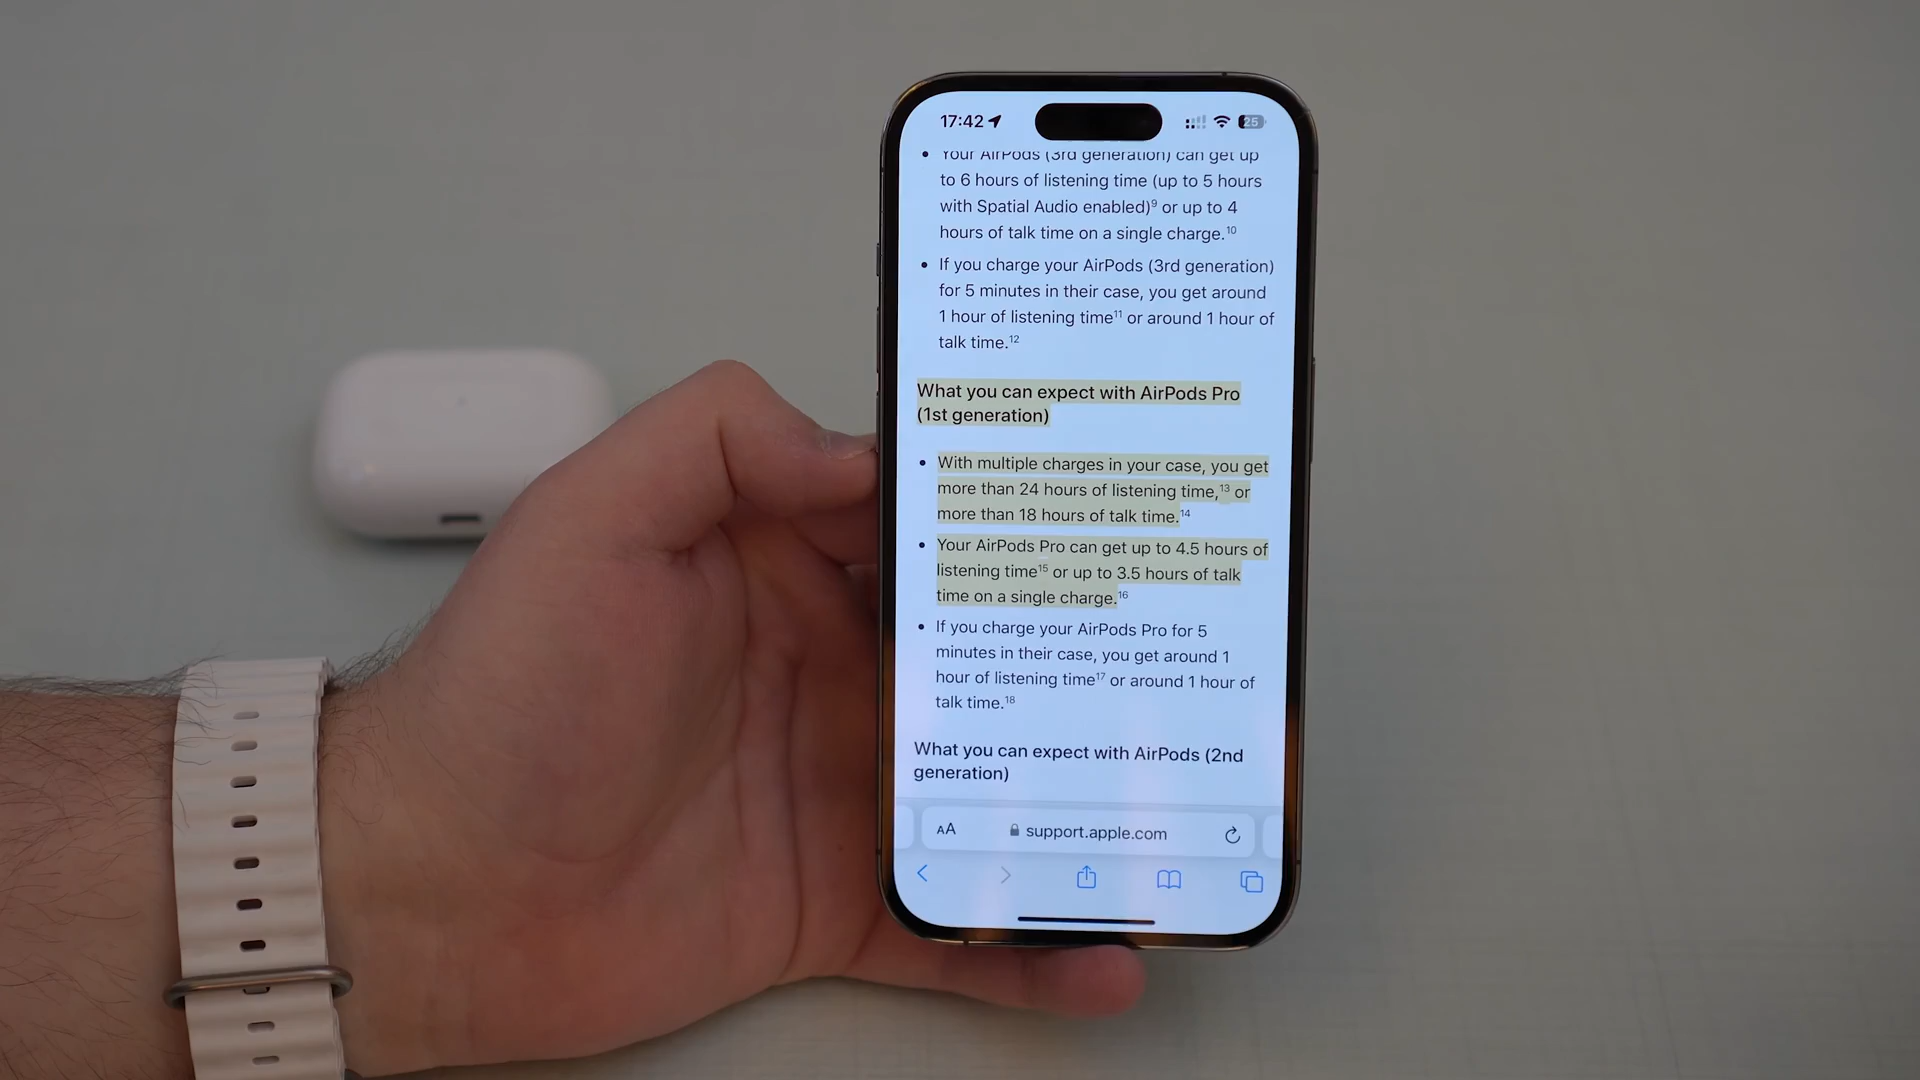 17:42
25
Your AirPods (3rd generation) can get up
to 6 hours of listening time (up to 5 hours
with Spatial Audio enabled)⁹ or up to 4
hours of talk time on a single charge.¹⁰
If you charge your AirPods (3rd generation)
for 5 minutes in their case, you get around
1 hour of listening time¹¹ or around 1 hour of
talk time.¹²
What you can expect with AirPods Pro
(1st generation)
With multiple charges in your case, you get
more than 24 hours of listening time,¹³ or
more than 18 hours of talk time.¹⁴
Your AirPods Pro can get up to 4.5 hours of
listening time¹⁵ or up to 3.5 hours of talk
time on a single charge.¹⁶
If you charge your AirPods Pro for 5
minutes in their case, you get around 1
hour of listening time¹⁷ or around 1 hour of
talk time.¹⁸
What you can expect with AirPods (2nd
generation)
AA support.apple.com